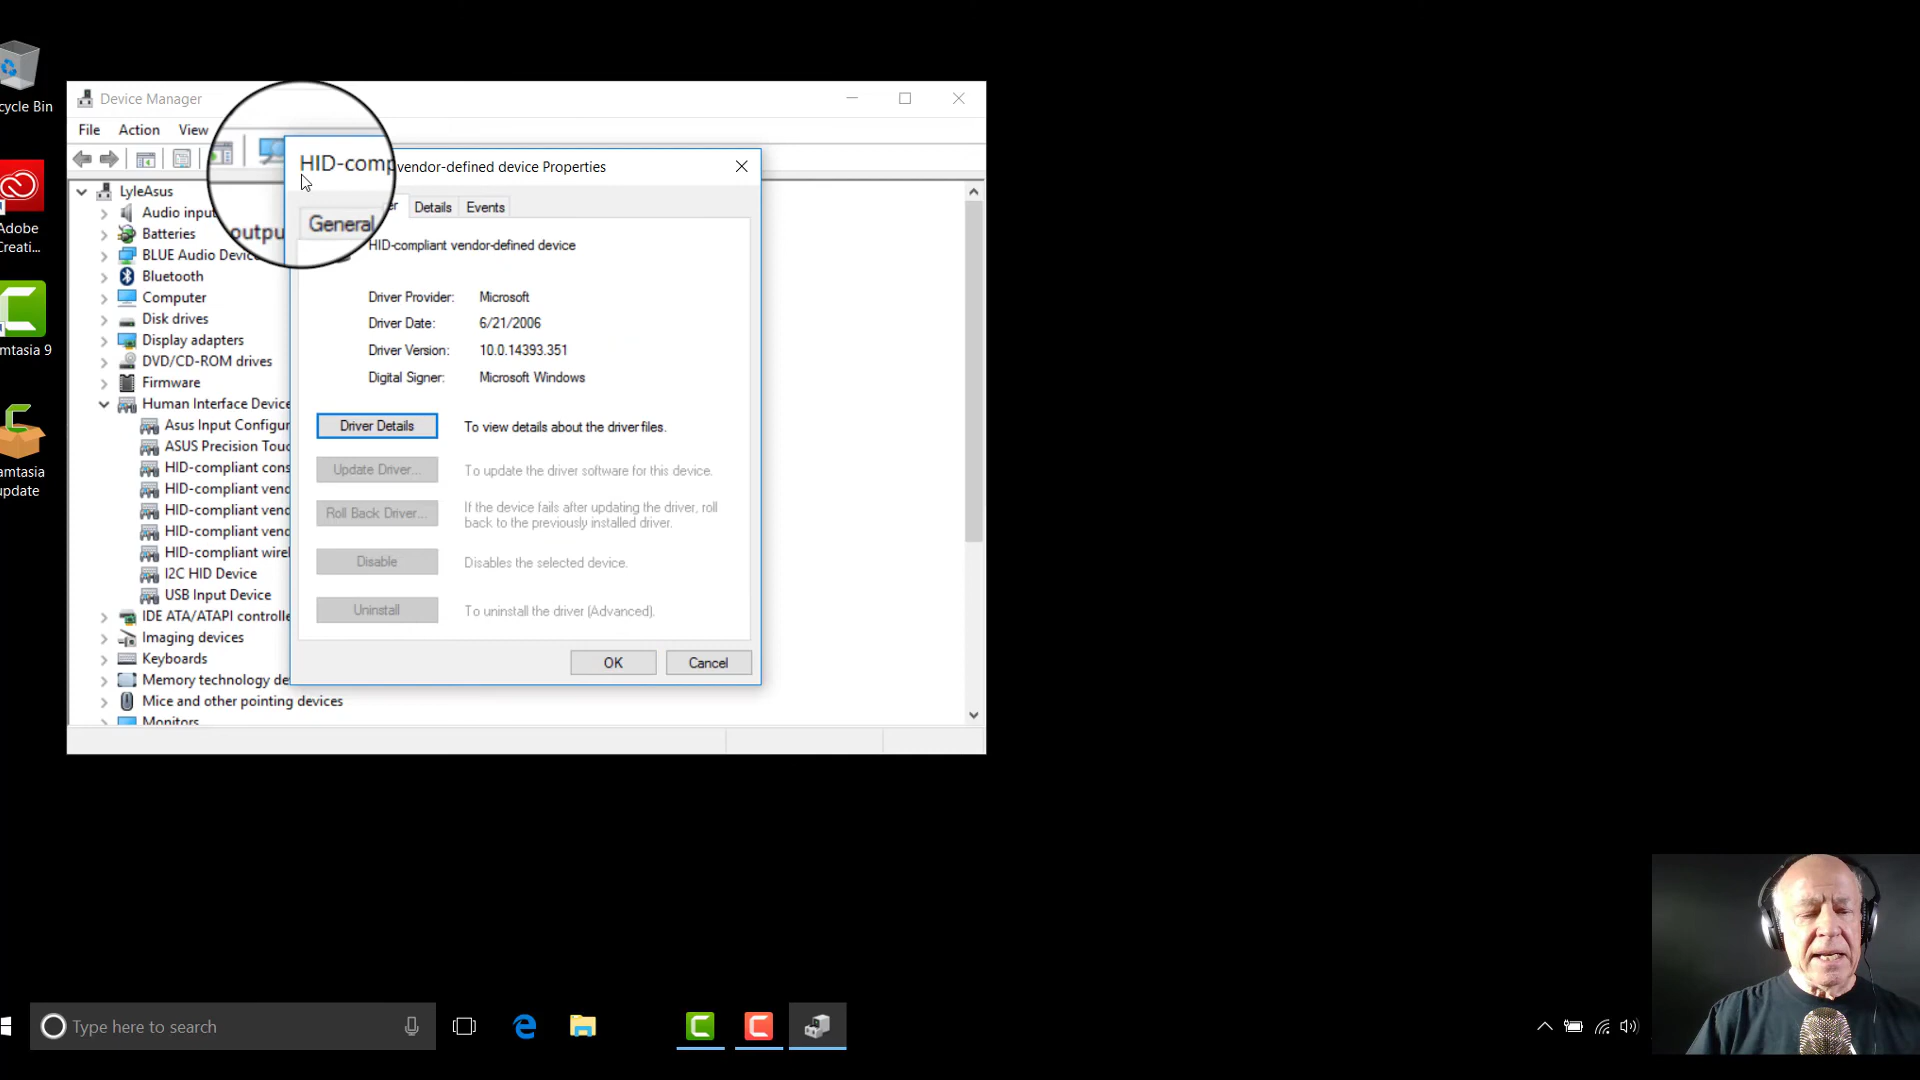 cycle Bin
Adobe
Creati...
mtasia 9
amtasia
update
Device Manager
File Action View
LyleAsus
Audio inpu
outpu
Batteries
BLUE Audio Devic
Bluetooth
Computer
Disk drives
Display adapters
DVD/CD-ROM drives
Firmware
Human Interface Device
Asus Input Configur
ASUS Precision Touc
HID-compliant cons
HID-compliant vend
HID-compliant vend
HID-compliant vend
HID-compliant wirel
I2C HID Device
USB Input Device
IDE ATA/ATAPI controlle
Imaging devices
Keyboards
Memory technology de
Mice and other pointing devices
Monitors
HID-comp vendor-defined device Properties
General er Details Events
HID-compliant vendor-defined device
Driver Provider: Microsoft
Driver Date: 6/21/2006
Driver Version: 10.0.14393.351
Digital Signer: Microsoft Windows
Driver Details To view details about the driver files.
Update Driver... To update the driver software for this device.
Roll Back Driver... If the device fails after updating the driver, roll
back to the previously installed driver.
Disable Disables the selected device.
Uninstall To uninstall the driver (Advanced).
OK Cancel
Type here to search